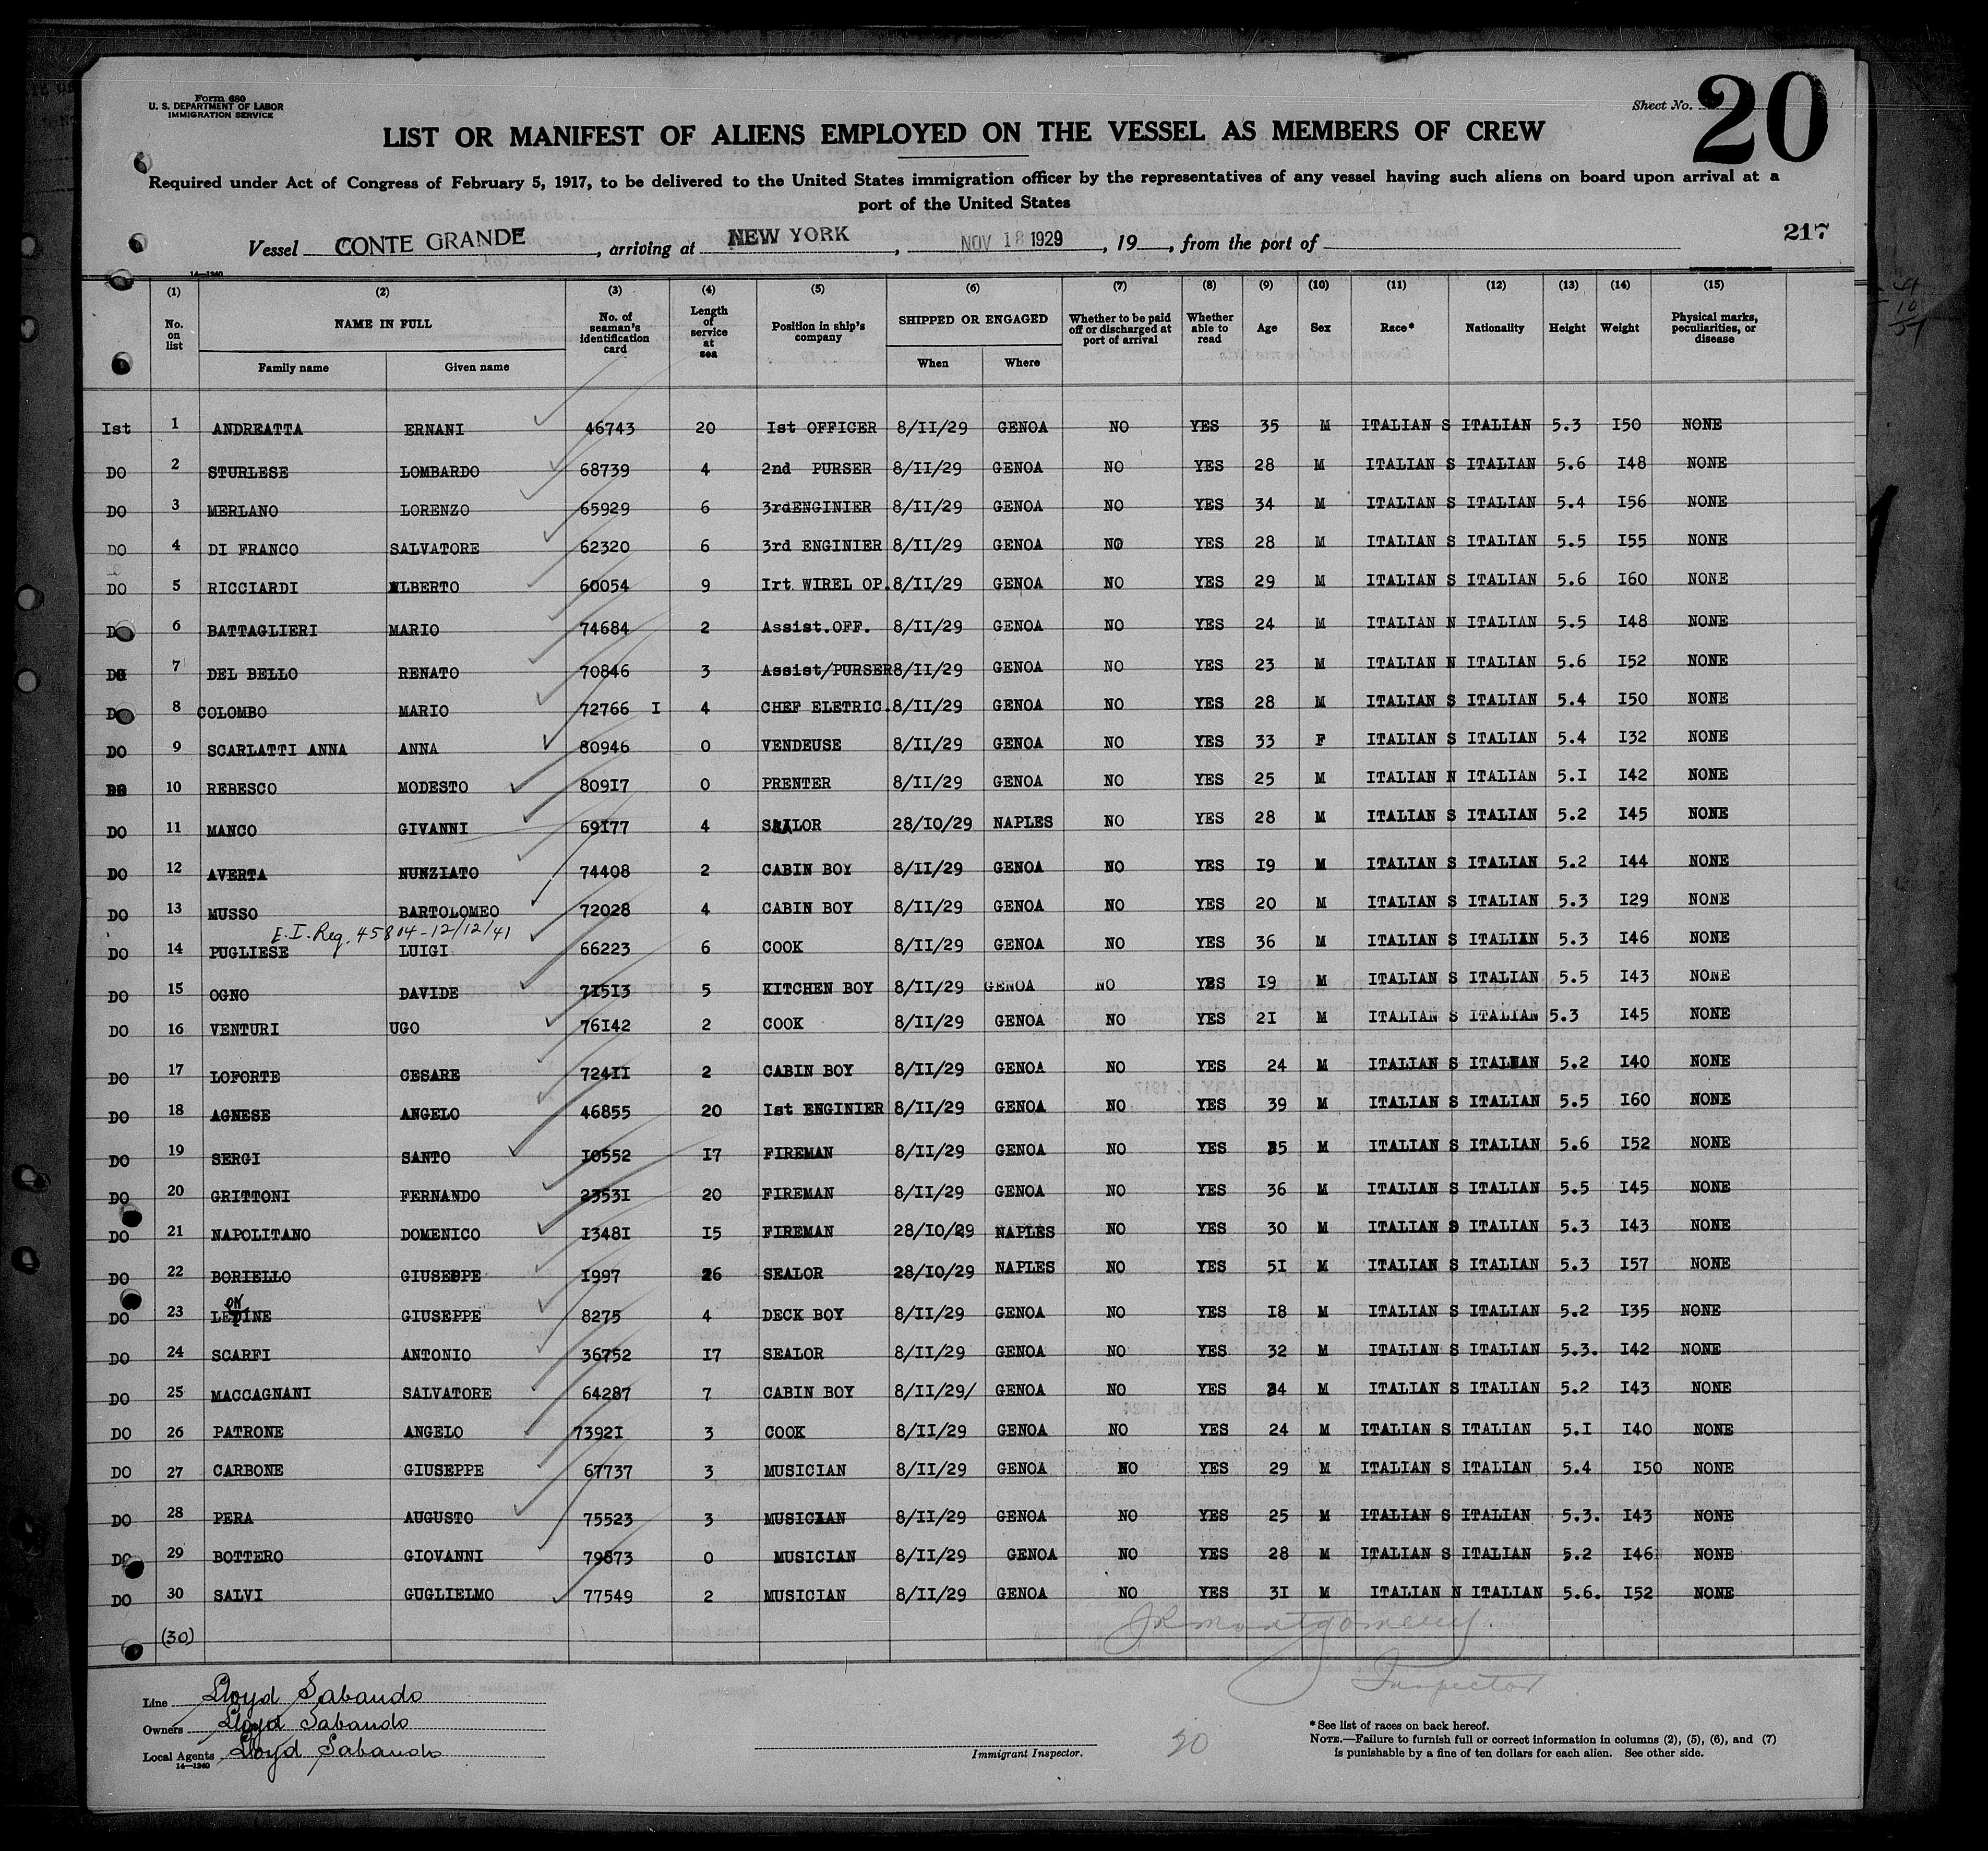 Form 680
U. S. DEPARTMENT OF LABOR
IMMIGRATION SERVICE
Sheet No. 20
LIST OR MANIFEST OF ALIENS EMPLOYED ON THE VESSEL AS MEMBERS OF CREW
Required under Act of Congress of February 5, 1917, to be delivered to the United States immigration officer by the representatives of any vessel having such aliens on board upon arrival at a
port of the United States
Vessel CONTE GRANDE, arriving at NEW YORK, NOV 18 1929, 19, from the port of
217
14—1240
(1) (2) (3) (4) (5) (6) (7) (8) (9) (10) (11) (12) (13) (14) (15)
No. on list NAME IN FULL No. of seaman's identification card Length of service at sea Position in ship's company SHIPPED OR ENGAGED Whether to be paid off or discharged at port of arrival Whether able to read Age Sex Race* Nationality Height Weight Physical marks, peculiarities, or disease
Family name Given name When Where
Ist 1 ANDREATTA ERNANI 46743 20 Ist OFFICER 8/II/29 GENOA NO YES 35 M ITALIAN S ITALIAN 5.3 I50 NONE
DO 2 STURLESE LOMBARDO 68739 4 2nd PURSER 8/II/29 GENOA NO YES 28 M ITALIAN S ITALIAN 5.6 I48 NONE
DO 3 MERLANO LORENZO 65929 6 3rdENGINIER 8/II/29 GENOA NO YES 34 M ITALIAN S ITALIAN 5.4 I56 NONE
DO 4 DI FRANCO SALVATORE 62320 6 3rd ENGINIER 8/II/29 GENOA NO YES 28 M ITALIAN S ITALIAN 5.5 I55 NONE
DO 5 RICCIARDI ALBERTO 60054 9 Irt WIREL OP. 8/II/29 GENOA NO YES 29 M ITALIAN S ITALIAN 5.6 I60 NONE
DO 6 BATTAGLIERI MARIO 74684 2 Assist.OFF. 8/II/29 GENOA NO YES 24 M ITALIAN N ITALIAN 5.5 I48 NONE
DO 7 DEL BELLO RENATO 70846 3 Assist/PURSER 8/II/29 GENOA NO YES 23 M ITALIAN N ITALIAN 5.6 I52 NONE
DO 8 COLOMBO MARIO 72766 I 4 CHEF ELETRIC. 8/II/29 GENOA NO YES 28 M ITALIAN S ITALIAN 5.4 I50 NONE
DO 9 SCARLATTI ANNA ANNA 80946 0 VENDEUSE 8/II/29 GENOA NO YES 33 F ITALIAN S ITALIAN 5.4 I32 NONE
DO 10 REBESCO MODESTO 809I7 0 PRENTER 8/II/29 GENOA NO YES 25 M ITALIAN N ITALIAN 5.I I42 NONE
DO 11 MANCO GIVANNI 69I77 4 SAILOR 28/IO/29 NAPLES NO YES 28 M ITALIAN S ITALIAN 5.2 I45 NONE
DO 12 AVERTA NUNZIATO 74408 2 CABIN BOY 8/II/29 GENOA NO YES I9 M ITALIAN S ITALIAN 5.2 I44 NONE
DO 13 MUSSO BARTOLOMEO 72028 4 CABIN BOY 8/II/29 GENOA NO YES 20 M ITALIAN S ITALIAN 5.3 I29 NONE
E.I. Reg. 45804-12/12/41
DO 14 PUGLIESE LUIGI 66223 6 COOK 8/II/29 GENOA NO YES 36 M ITALIAN S ITALIAN 5.3 I46 NONE
DO 15 OGNO DAVIDE 7I5I3 5 KITCHEN BOY 8/II/29 GENOA NO YES I9 M ITALIAN S ITALIAN 5.5 I43 NONE
DO 16 VENTURI UGO 76I42 2 COOK 8/II/29 GENOA NO YES 2I M ITALIAN S ITALIAN 5.3 I45 NONE
DO 17 LOFORTE CESARE 724II 2 CABIN BOY 8/II/29 GENOA NO YES 24 M ITALIAN S ITALIAN 5.2 I40 NONE
DO 18 AGNESE ANGELO 46855 20 Ist ENGINIER 8/II/29 GENOA NO YES 39 M ITALIAN S ITALIAN 5.5 I60 NONE
DO 19 SERGI SANTO I0552 I7 FIREMAN 8/II/29 GENOA NO YES 35 M ITALIAN S ITALIAN 5.6 I52 NONE
DO 20 GRITTONI FERNANDO 2353I 20 FIREMAN 8/II/29 GENOA NO YES 36 M ITALIAN S ITALIAN 5.5 I45 NONE
DO 21 NAPOLITANO DOMENICO I348I I5 FIREMAN 28/IO/29 NAPLES NO YES 30 M ITALIAN S ITALIAN 5.3 I43 NONE
DO 22 BORIELLO GIUSEPPE I997 26 SEALOR 28/IO/29 NAPLES NO YES 5I M ITALIAN S ITALIAN 5.3 I57 NONE
ON
DO 23 LEPINE GIUSEPPE 8275 4 DECK BOY 8/II/29 GENOA NO YES I8 M ITALIAN S ITALIAN 5.2 I35 NONE
DO 24 SCARFI ANTONIO 36752 I7 SEALOR 8/II/29 GENOA NO YES 32 M ITALIAN S ITALIAN 5.3. I42 NONE
DO 25 MACCAGNANI SALVATORE 64287 7 CABIN BOY 8/II/29/ GENOA NO YES 34 M ITALIAN S ITALIAN 5.2 I43 NONE
DO 26 PATRONE ANGELO 7392I 3 COOK 8/II/29 GENOA NO YES 24 M ITALIAN S ITALIAN 5.I I40 NONE
DO 27 CARBONE GIUSEPPE 67737 3 MUSICIAN 8/II/29 GENOA NO YES 29 M ITALIAN S ITALIAN 5.4 I50 NONE
DO 28 PERA AUGUSTO 75523 3 MUSICIAN 8/II/29 GENOA NO YES 25 M ITALIAN S ITALIAN 5.3. I43 NONE
DO 29 BOTTERO GIOVANNI 79873 0 MUSICIAN 8/II/29 GENOA NO YES 28 M ITALIAN S ITALIAN 5.2 I46 NONE
DO 30 SALVI GUGLIELMO 77549 2 MUSICIAN 8/II/29 GENOA NO YES 3I M ITALIAN N ITALIAN 5.6. I52 NONE
(30)
JR Montgomery.
Inspector
Line Lloyd Sabaudo
Owners Lloyd Sabaudo
Local Agents Lloyd Sabaudo
14—1240
Immigrant Inspector.
20
* See list of races on back hereof.
NOTE.—Failure to furnish full or correct information in columns (2), (5), (6), and (7)
is punishable by a fine of ten dollars for each alien. See other side.